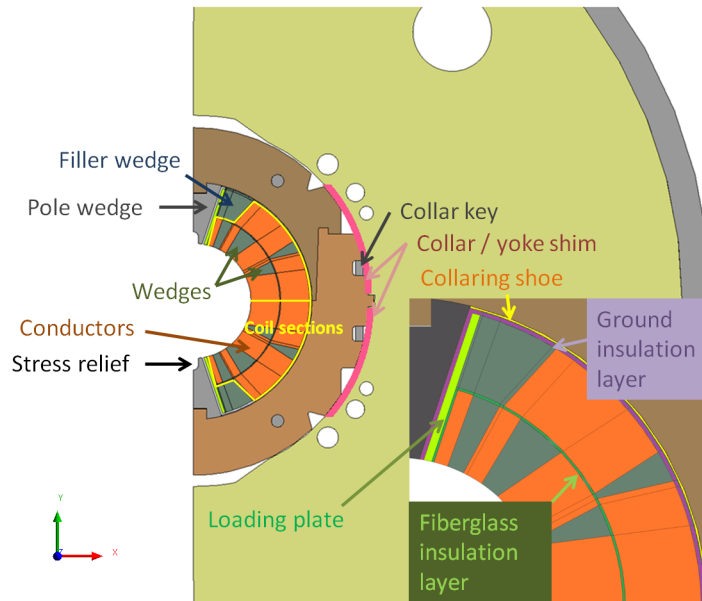 Filler wedge
Pole wedge
Collar key
Collar / yoke shim
Wedges
Collaring shoe
Conductors
Coil sections
Ground
insulation
layer
Stress relief
Loading plate
Fiberglass
insulation
layer
Y
X
Z